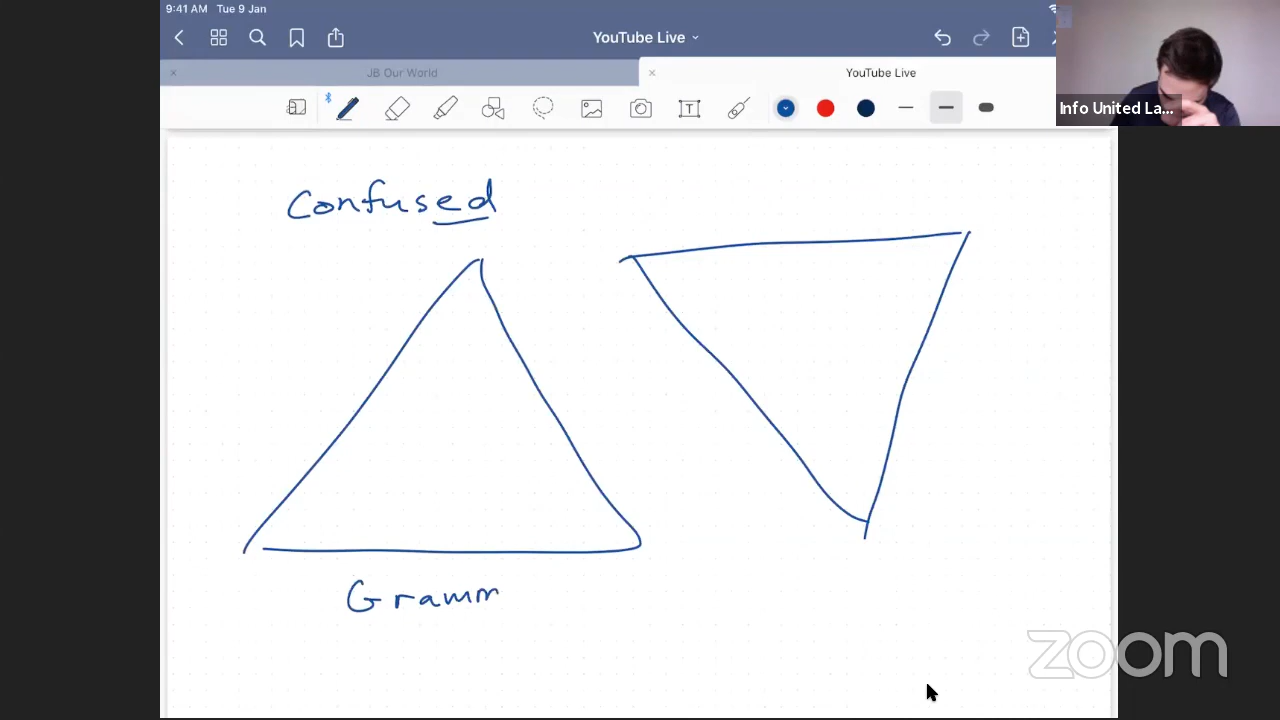 9:41 AM Tue 9 Jan
YouTube Live
JB Our World
YouTube Live
Info United La...
Confused
Gramm
zoom